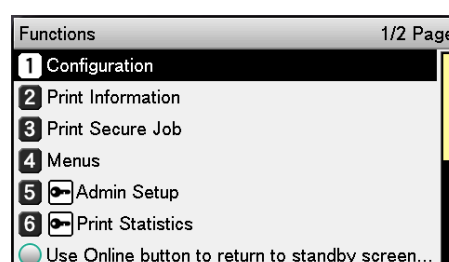 Functions 1/2 Page
1 Configuration
2 Print Information
3 Print Secure Job
4 Menus
5 Admin Setup
6 Print Statistics
Use Online button to return to standby screen...